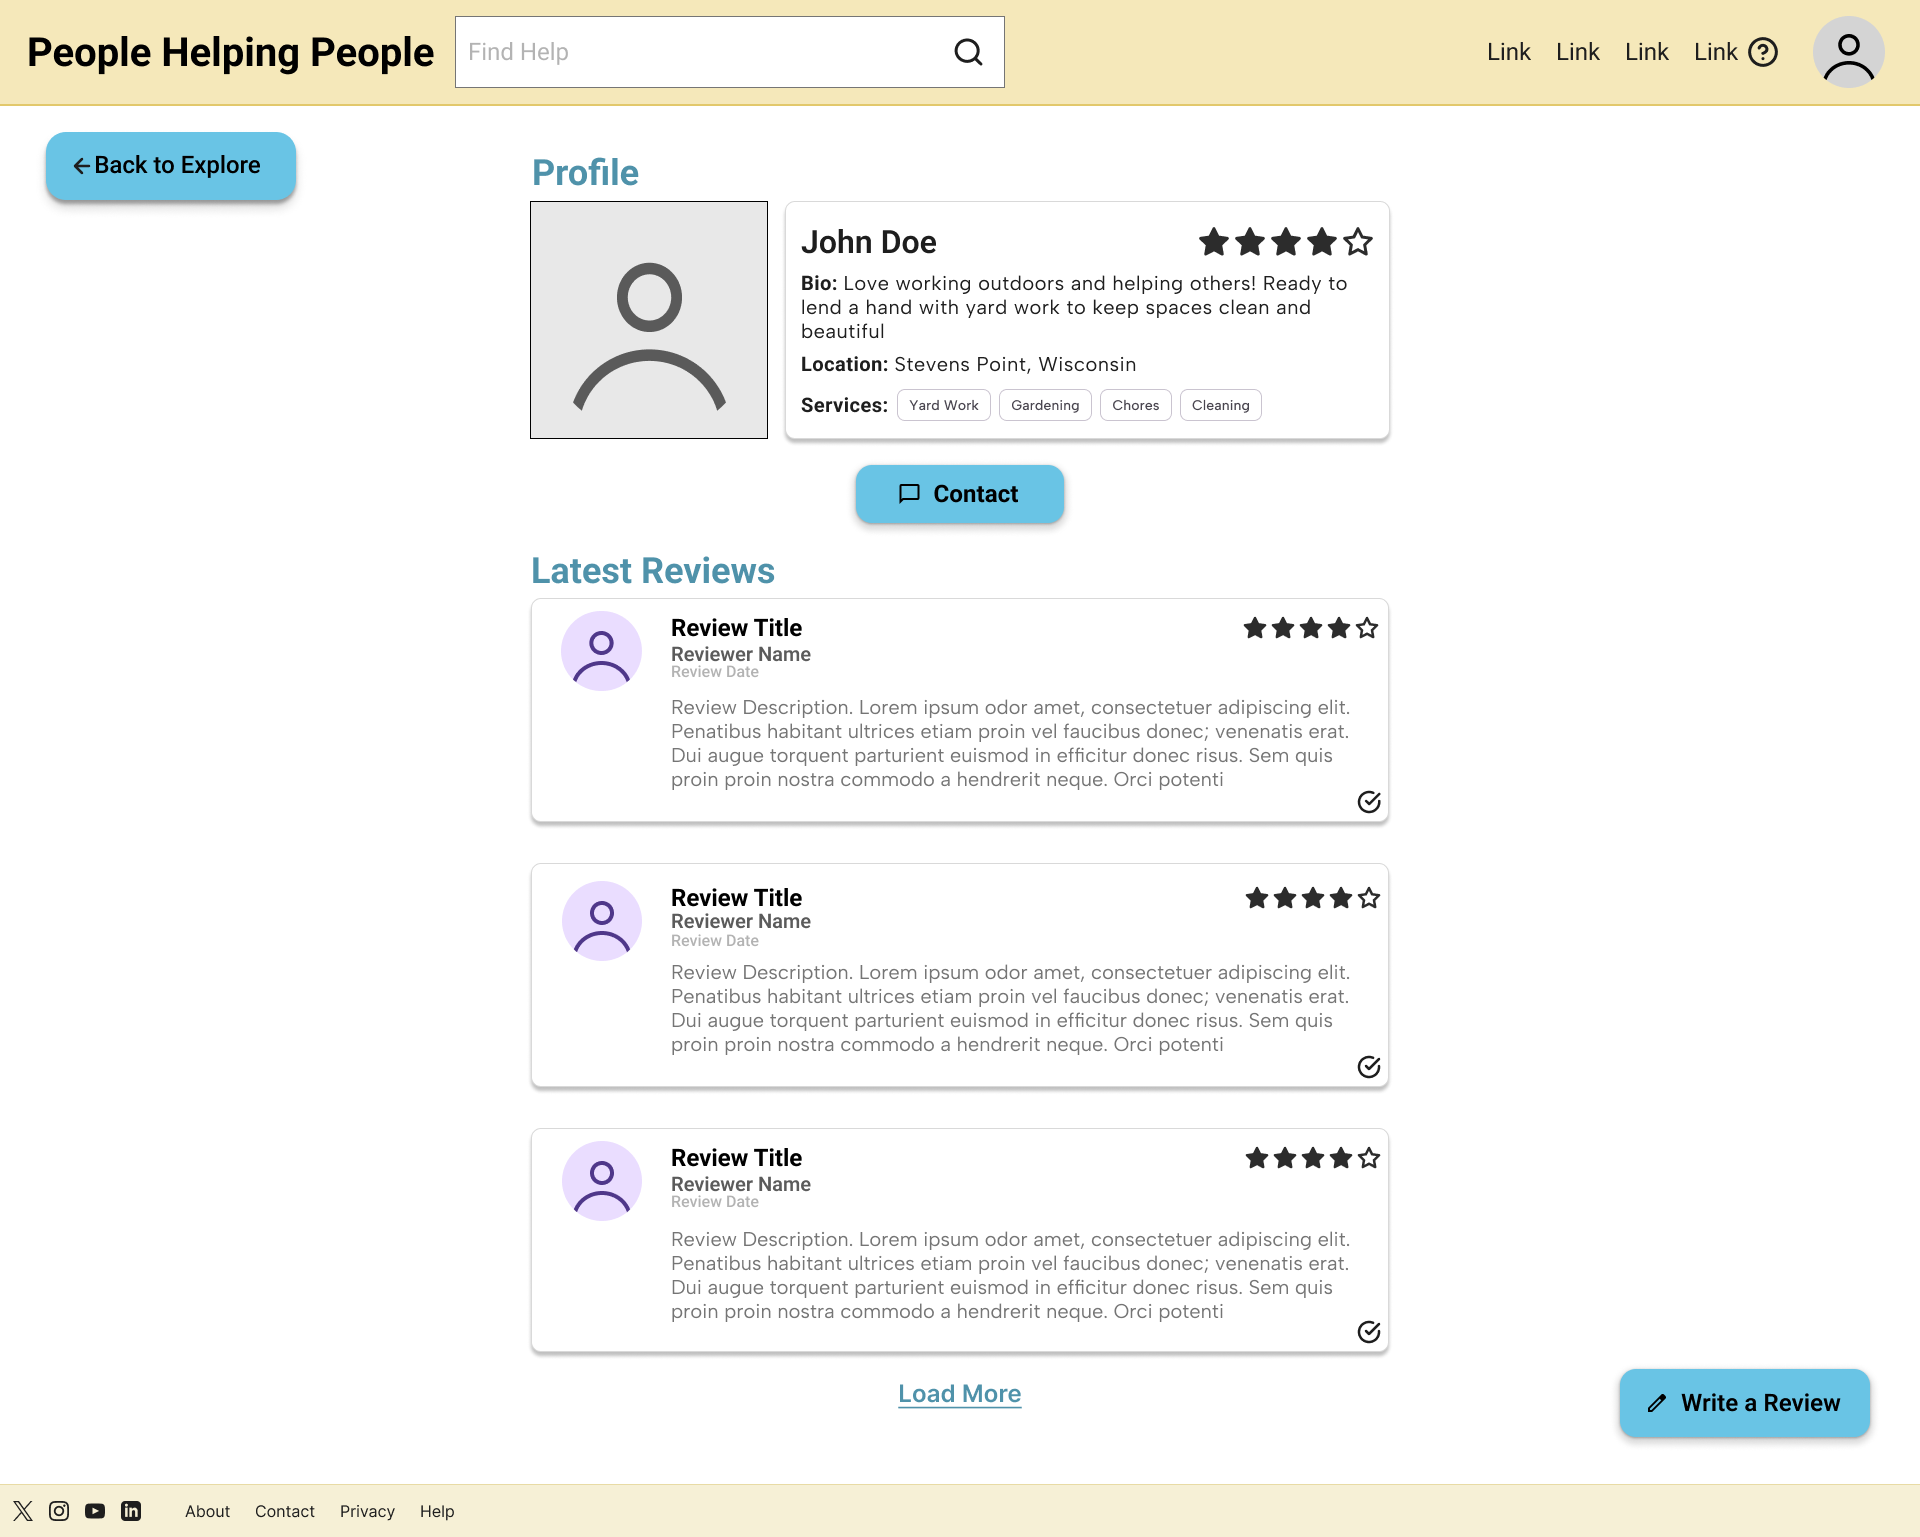 People Helping People
Find Help
Link Link Link Link
Back to Explore
Profile
John Doe
Bio: Love working outdoors and helping others! Ready to
lend a hand with yard work to keep spaces clean and
beautiful
Location: Stevens Point, Wisconsin
Services: Yard Work Gardening Chores Cleaning
Contact
Latest Reviews
Review Title
Reviewer Name
Review Date
Review Description. Lorem ipsum odor amet, consectetuer adipiscing elit.
Penatibus habitant ultrices etiam proin vel faucibus donec; venenatis erat.
Dui augue torquent parturient euismod in efficitur donec risus. Sem quis
proin proin nostra commodo a hendrerit neque. Orci potenti
Review Title
Reviewer Name
Review Date
Review Description. Lorem ipsum odor amet, consectetuer adipiscing elit.
Penatibus habitant ultrices etiam proin vel faucibus donec; venenatis erat.
Dui augue torquent parturient euismod in efficitur donec risus. Sem quis
proin proin nostra commodo a hendrerit neque. Orci potenti
Review Title
Reviewer Name
Review Date
Review Description. Lorem ipsum odor amet, consectetuer adipiscing elit.
Penatibus habitant ultrices etiam proin vel faucibus donec; venenatis erat.
Dui augue torquent parturient euismod in efficitur donec risus. Sem quis
proin proin nostra commodo a hendrerit neque. Orci potenti
Load More
Write a Review
About Contact Privacy Help